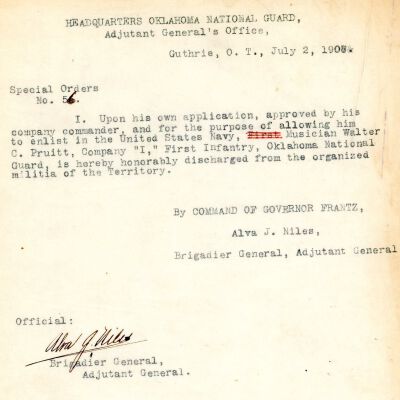 HEADQUARTERS OKLAHOMA NATIONAL GUARD,
Adjutant General's Office,
Guthrie, O. T., July 2, 190
Special Orders
No. 56.
I. Upon his own application, approved by his
company commander, and for the purpose of allowing him
to enlist in the United States Navy, First Musician Walter
C. Pruitt, Company "I," First Infantry, Oklahoma National
Guard, is hereby honorably discharged from the organized
militia of the Territory.
By COMMAND OF GOVERNOR FRANTZ,
Alva J. Niles,
Brigadier General, Adjutant General
Official:
Alva J. Niles
Brigadier General,
Adjutant General.